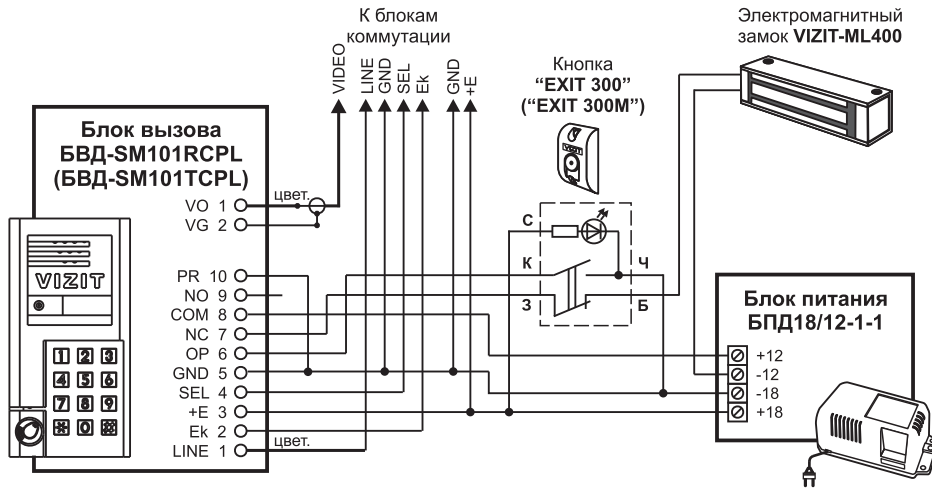 К блокам
коммутации
VIDEO
LINE
GND
SEL
Ek
GND
+E
Электромагнитный
замок VIZIT-ML400
Кнопка
“EXIT 300”
(“EXIT 300M”)
VIZIT
Блок вызова
БВД-SM101RCPL
(БВД-SM101TCPL)
VO 1
VG 2
цвет.
PR 10
NO 9
COM 8
NC 7
OP 6
GND 5
SEL 4
+E 3
Ek 2
LINE 1
цвет.
VIZIT
1 2 3
4 5 6
7 8 9
* 0 #
С
К
З
Ч
Б
Блок питания
БПД18/12-1-1
+12
-12
-18
+18